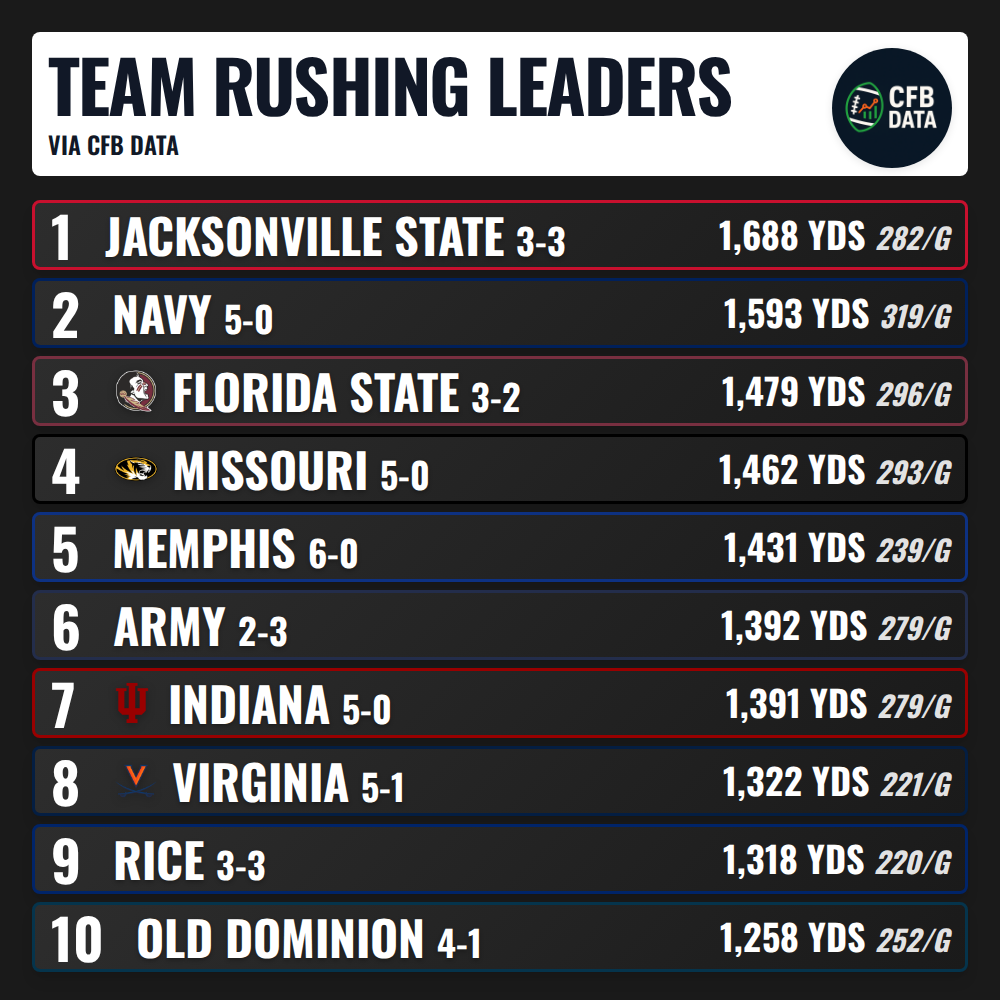 TEAM RUSHING LEADERS
VIA CFB DATA
CFB
DATA
1 JACKSONVILLE STATE 3-3 1,688 YDS 282/G
2 NAVY 5-0 1,593 YDS 319/G
3 FLORIDA STATE 3-2 1,479 YDS 296/G
4 MISSOURI 5-0 1,462 YDS 293/G
5 MEMPHIS 6-0 1,431 YDS 239/G
6 ARMY 2-3 1,392 YDS 279/G
7 INDIANA 5-0 1,391 YDS 279/G
8 VIRGINIA 5-1 1,322 YDS 221/G
9 RICE 3-3 1,318 YDS 220/G
10 OLD DOMINION 4-1 1,258 YDS 252/G